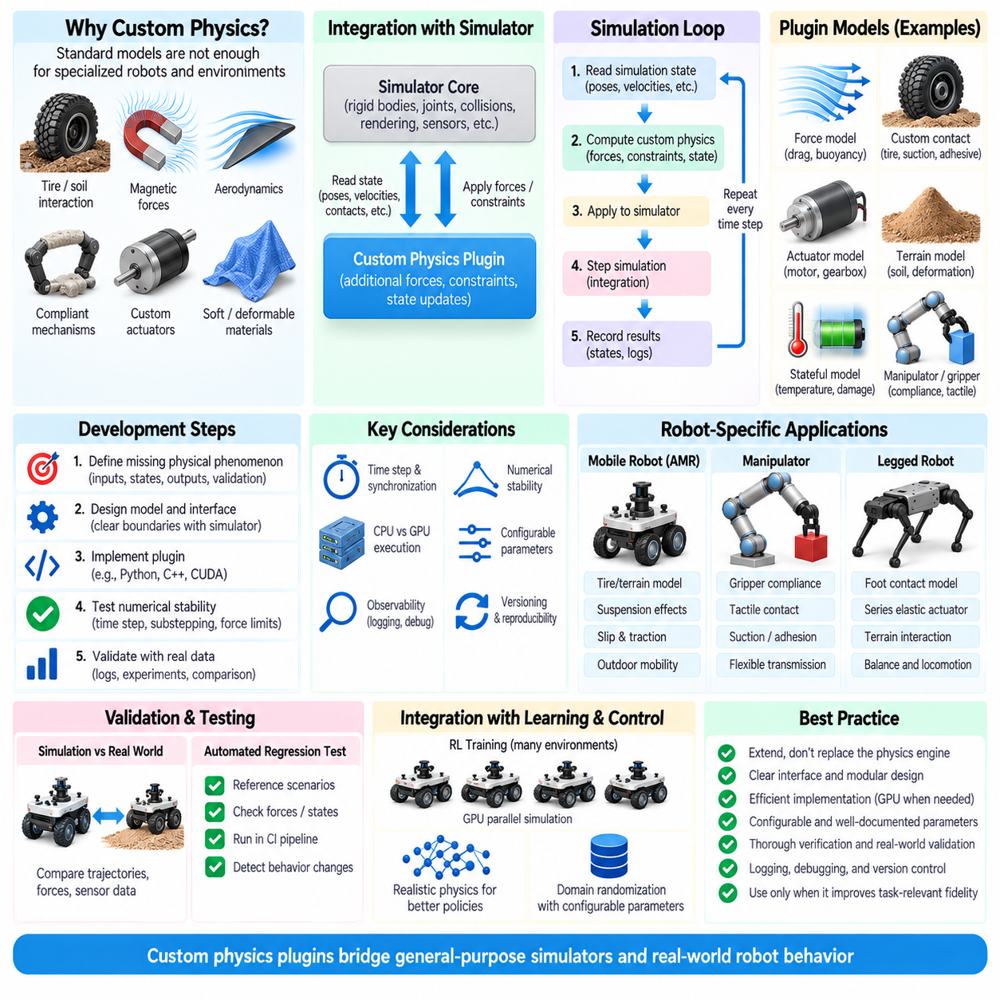 Why Custom Physics?
Standard models are not enough
for specialized robots and environments
Tire / soil
interaction
Magnetic
forces
Aerodynamics
Compliant
mechanisms
Custom
actuators
Soft / deformable
materials
Integration with Simulator
Simulator Core
(rigid bodies, joints, collisions,
rendering, sensors, etc.)
Read state
(poses, velocities,
contacts, etc.)
Apply forces /
constraints
Custom Physics Plugin
(additional forces, constraints,
state updates)
Simulation Loop
1. Read simulation state
(poses, velocities, etc.)
2. Compute custom physics
(forces, constraints, state)
3. Apply to simulator
4. Step simulation
(integration)
5. Record results
(states, logs)
Repeat
every
time step
Plugin Models (Examples)
Force model
(drag, buoyancy)
Custom contact
(tire, suction, adhesive)
Actuator model
(motor, gearbox)
Terrain model
(soil, deformation)
Stateful model
(temperature, damage)
Manipulator / gripper
(compliance, tactile)
Development Steps
1. Define missing physical phenomenon
(inputs, states, outputs, validation)
2. Design model and interface
(clear boundaries with simulator)
3. Implement plugin
(e.g., Python, C++, CUDA)
4. Test numerical stability
(time step, substepping, force limits)
5. Validate with real data
(logs, experiments, comparison)
Key Considerations
Time step &
synchronization
Numerical
stability
CPU vs GPU
execution
Configurable
parameters
Observability
(logging, debug)
Versioning
& reproducibility
Robot-Specific Applications
Mobile Robot (AMR)
Tire/terrain model
Suspension effects
Slip & traction
Outdoor mobility
Manipulator
Gripper compliance
Tactile contact
Suction / adhesion
Flexible transmission
Legged Robot
Foot contact model
Series elastic actuator
Terrain interaction
Balance and locomotion
Validation & Testing
Simulation vs Real World
Compare trajectories,
forces, sensor data
Automated Regression Test
Reference scenarios
Check forces / states
Run in CI pipeline
Detect behavior changes
Integration with Learning & Control
RL Training (many environments)
GPU parallel simulation
Realistic physics for
better policies
Domain randomization
with configurable parameters
Best Practice
Extend, don't replace the physics engine
Clear interface and modular design
Efficient implementation (GPU when needed)
Configurable and well-documented parameters
Thorough verification and real-world validation
Logging, debugging, and version control
Use only when it improves task-relevant fidelity
Custom physics plugins bridge general-purpose simulators and real-world robot behavior